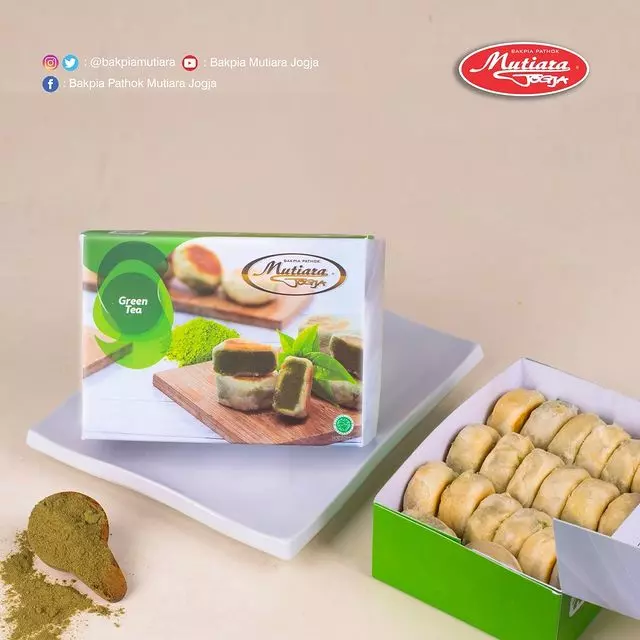 : @bakpiamutiara : Bakpia Mutiara Jogja
: Bakpia Pathok Mutiara Jogja
BAKPIA PATHOK
Mutiara
JOGJA
BAKPIA PATHOK
Mutiara
JOGJA
Green
Tea